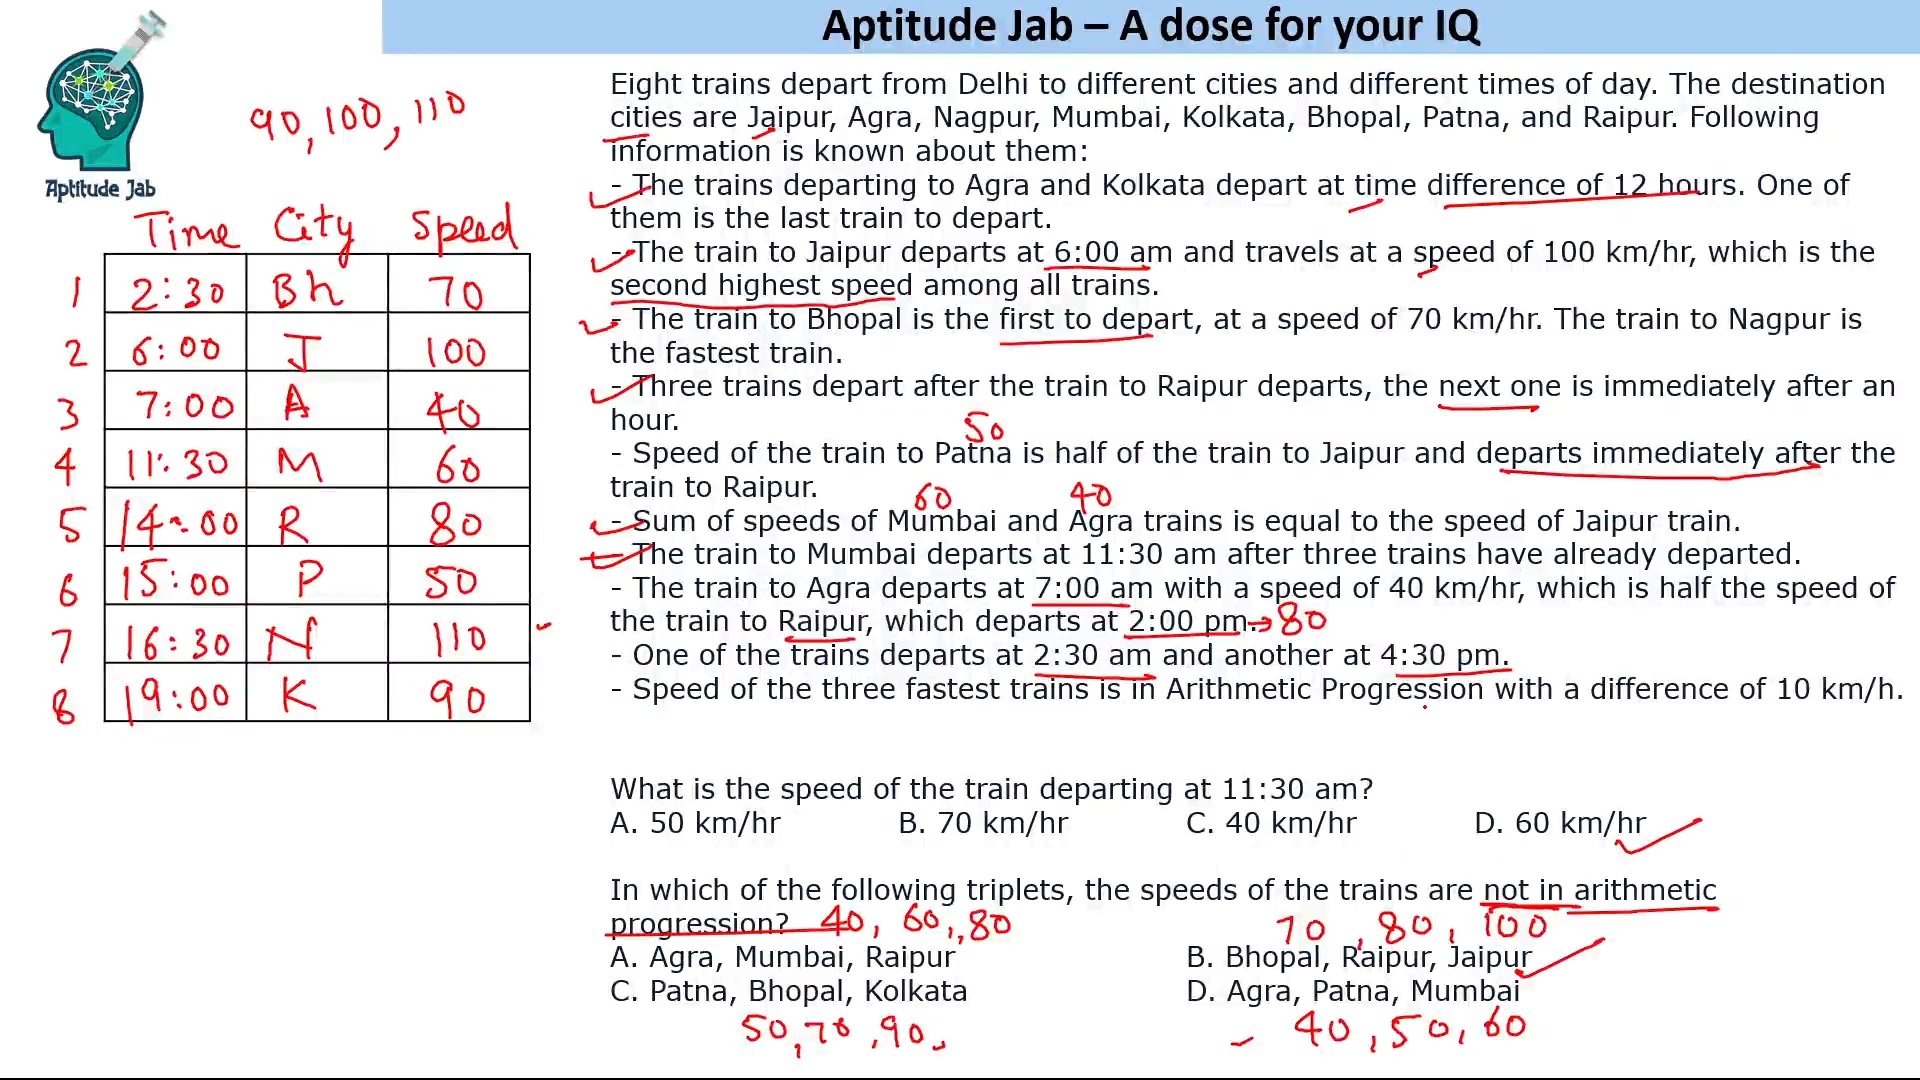 Aptitude Jab – A dose for your IQ
Aptitude Jab
90, 100, 110
Time City Speed
1 2:30 Bh 70
2 6:00 J 100
3 7:00 A 40
4 11:30 M 60
5 14:00 R 80
6 15:00 P 50
7 16:30 N 110
8 19:00 K 90
Eight trains depart from Delhi to different cities and different times of day. The destination
cities are Jaipur, Agra, Nagpur, Mumbai, Kolkata, Bhopal, Patna, and Raipur. Following
information is known about them:
- The trains departing to Agra and Kolkata depart at time difference of 12 hours. One of
them is the last train to depart.
- The train to Jaipur departs at 6:00 am and travels at a speed of 100 km/hr, which is the
second highest speed among all trains.
- The train to Bhopal is the first to depart, at a speed of 70 km/hr. The train to Nagpur is
the fastest train.
- Three trains depart after the train to Raipur departs, the next one is immediately after an
hour.
50
- Speed of the train to Patna is half of the train to Jaipur and departs immediately after the
train to Raipur.
60 40
- Sum of speeds of Mumbai and Agra trains is equal to the speed of Jaipur train.
- The train to Mumbai departs at 11:30 am after three trains have already departed.
- The train to Agra departs at 7:00 am with a speed of 40 km/hr, which is half the speed of
the train to Raipur, which departs at 2:00 pm. → 80
- One of the trains departs at 2:30 am and another at 4:30 pm.
- Speed of the three fastest trains is in Arithmetic Progression with a difference of 10 km/h.
What is the speed of the train departing at 11:30 am?
A. 50 km/hr B. 70 km/hr C. 40 km/hr D. 60 km/hr
In which of the following triplets, the speeds of the trains are not in arithmetic
progression? 40, 60, 80 70, 80, 100
A. Agra, Mumbai, Raipur B. Bhopal, Raipur, Jaipur
C. Patna, Bhopal, Kolkata D. Agra, Patna, Mumbai
50, 70, 90 40, 50, 60